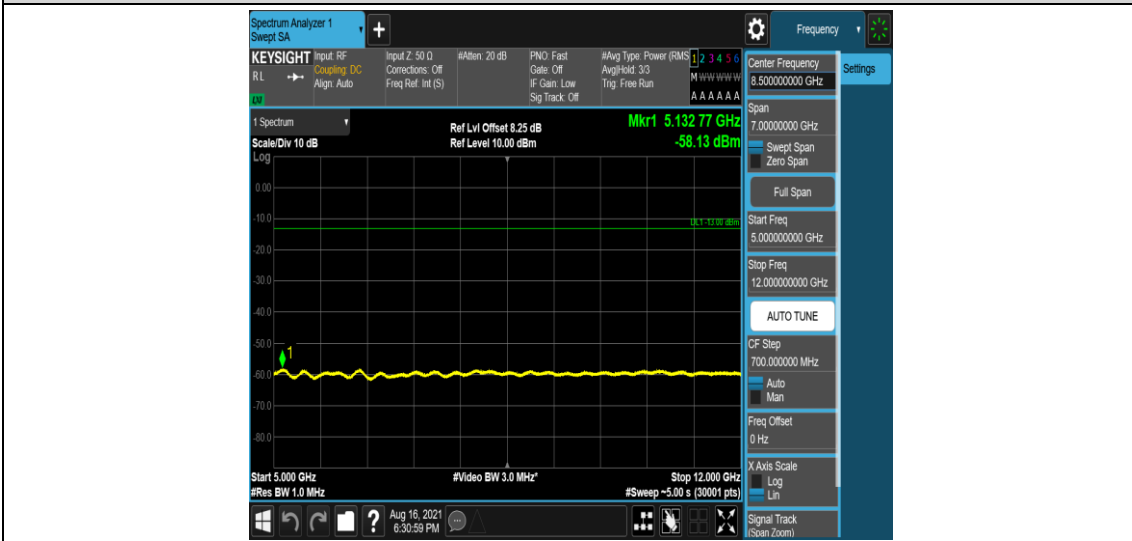 Spectrum Analyzer 1
Swept SA
+
Frequency
KEYSIGHT
RL
LXI
Input: RF
Coupling: DC
Align: Auto
Input Z: 50 Ω
Corrections: Off
Freq Ref: Int (S)
#Atten: 20 dB
PNO: Fast
Gate: Off
IF Gain: Low
Sig Track: Off
#Avg Type: Power (RMS
Avg|Hold: 3/3
Trig: Free Run
1 2 3 4 5 6
M W W W W W
A A A A A A
1 Spectrum
Scale/Div 10 dB
Log
Ref Lvl Offset 8.25 dB
Ref Level 10.00 dBm
Mkr1 5.132 77 GHz
-58.13 dBm
0.00
-10.0
DL1 -13.00 dBm
-20.0
-30.0
-40.0
-50.0
1
-60.0
-70.0
-80.0
Start 5.000 GHz
#Res BW 1.0 MHz
#Video BW 3.0 MHz*
Stop 12.000 GHz
#Sweep ~5.00 s (30001 pts)
?
Aug 16, 2021
6:30:59 PM
Center Frequency
8.500000000 GHz
Settings
Span
7.00000000 GHz
Swept Span
Zero Span
Full Span
Start Freq
5.000000000 GHz
Stop Freq
12.000000000 GHz
AUTO TUNE
CF Step
700.000000 MHz
Auto
Man
Freq Offset
0 Hz
X Axis Scale
Log
Lin
Signal Track
(Span Zoom)